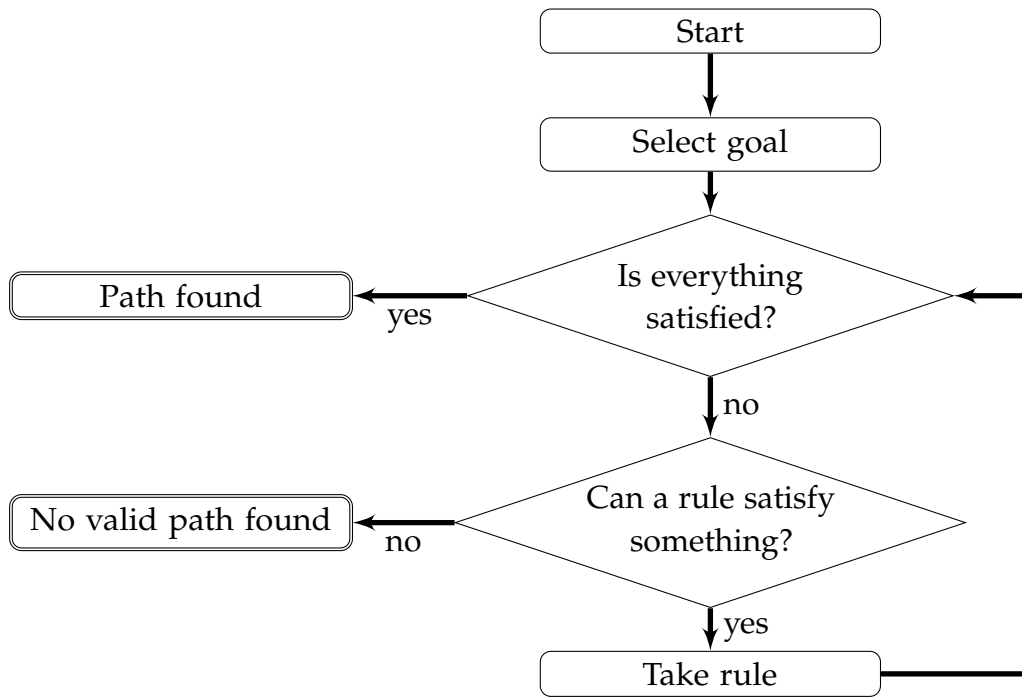 Start
Select goal
Is everything
satisfied?
Path found
yes
no
Can a rule satisfy
something?
No valid path found
no
yes
Take rule